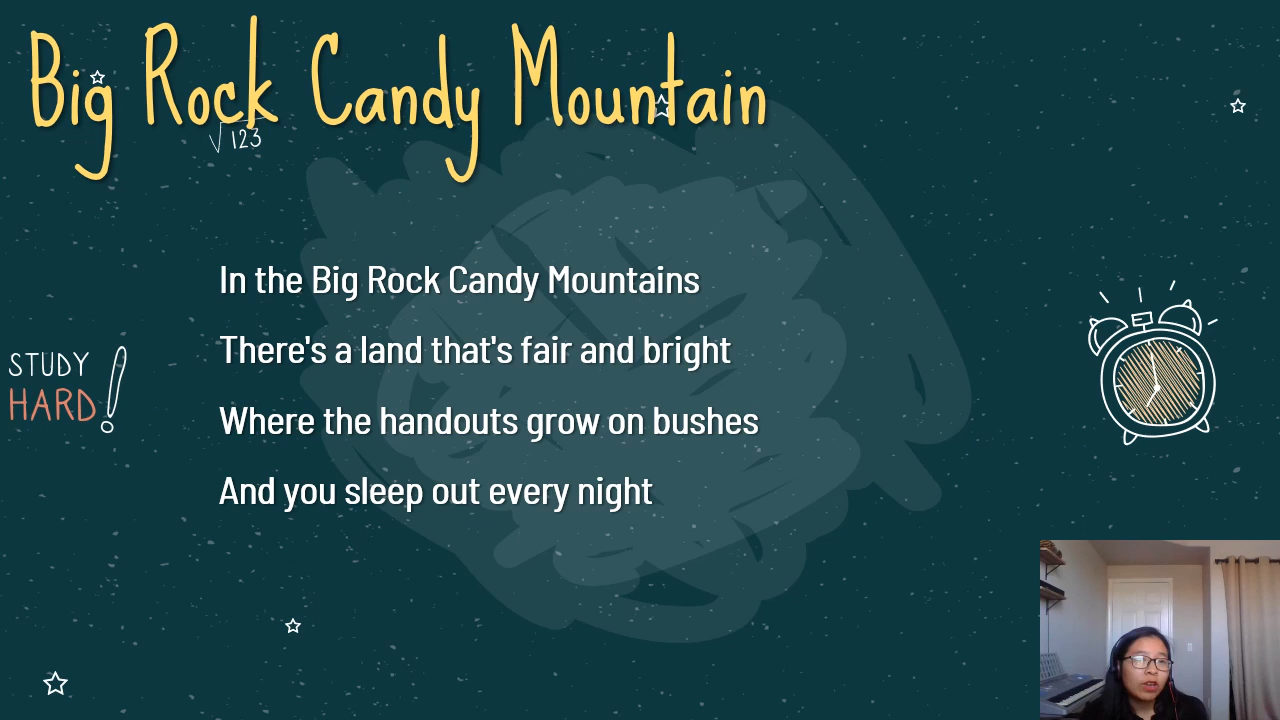 Big Rock Candy Mountain
√123
In the Big Rock Candy Mountains
There's a land that's fair and bright
Where the handouts grow on bushes
And you sleep out every night
STUDY
HARD!